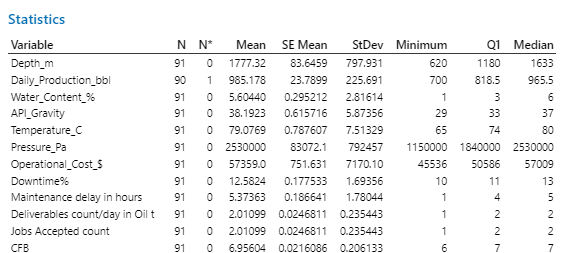 Statistics
Variable N N* Mean SE Mean StDev Minimum Q1 Median
Depth_m 91 0 1777.32 83.6459 797.931 620 1180 1633
Daily_Production_bbl 90 1 985.178 23.7899 225.691 700 818.5 965.5
Water_Content_% 91 0 5.60440 0.295212 2.81614 1 3 6
API_Gravity 91 0 38.1923 0.615716 5.87356 29 33 37
Temperature_C 91 0 79.0769 0.787607 7.51329 65 74 80
Pressure_Pa 91 0 2530000 83072.1 792457 1150000 1840000 2530000
Operational_Cost_$ 91 0 57359.0 751.631 7170.10 45536 50586 57009
Downtime% 91 0 12.5824 0.177533 1.69356 10 11 13
Maintenance delay in hours 91 0 5.37363 0.186641 1.78044 1 4 5
Deliverables count/day in Oil t 91 0 2.01099 0.0246811 0.235443 1 2 2
Jobs Accepted count 91 0 2.01099 0.0246811 0.235443 1 2 2
CFB 91 0 6.95604 0.0216086 0.206133 6 7 7